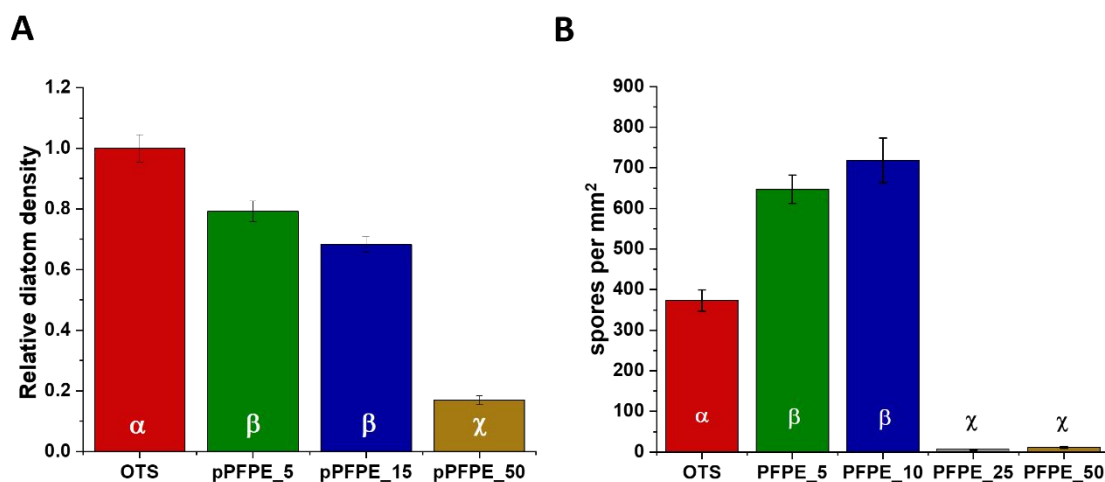 A
Relative diatom density
1.2
1.0
0.8
0.6
0.4
0.2
0.0
α
β
β
χ
OTS
pPFPE_5
pPFPE_15
pPFPE_50
B
spores per mm²
900
800
700
600
500
400
300
200
100
0
α
β
β
χ
χ
OTS
PFPE_5
PFPE_10
PFPE_25
PFPE_50